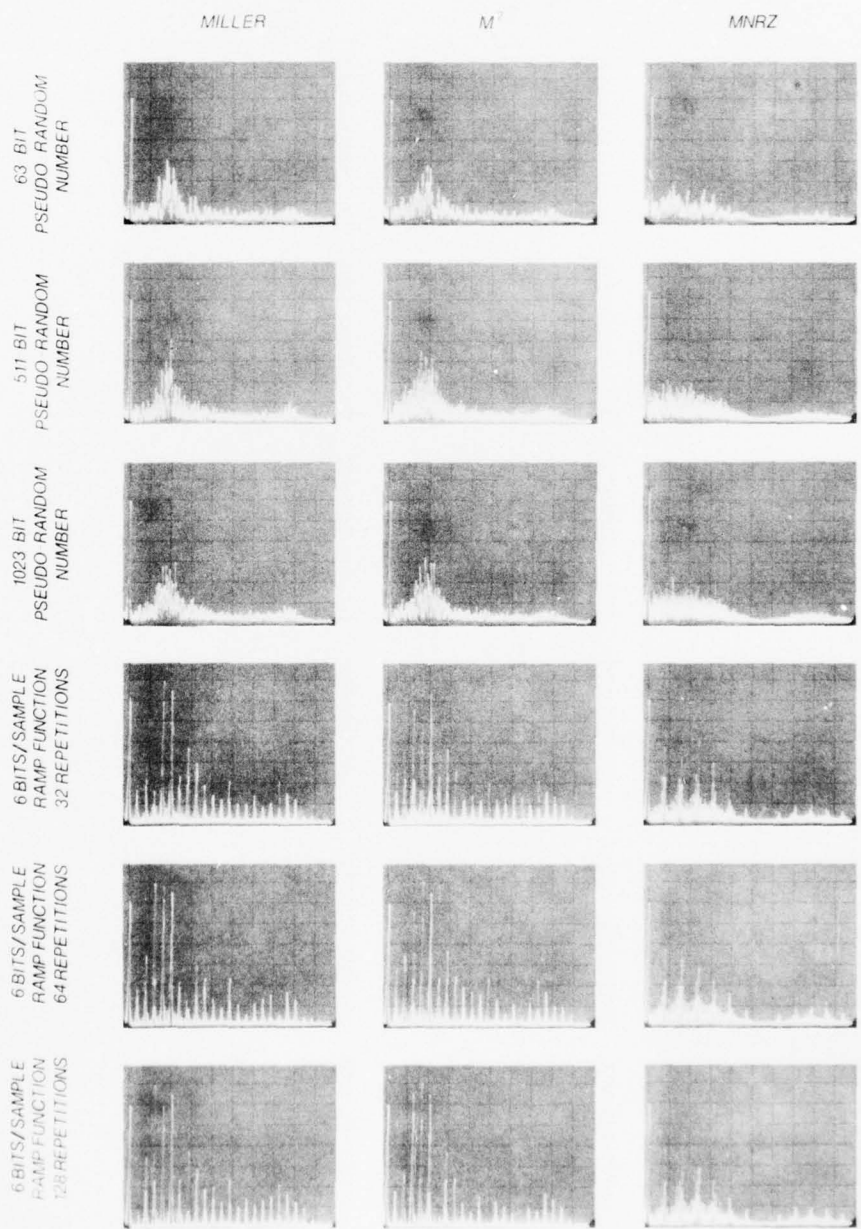 MILLER
M²
MNRZ
63 BIT
PSEUDO RANDOM
NUMBER
511 BIT
PSEUDO RANDOM
NUMBER
1023 BIT
PSEUDO RANDOM
NUMBER
6 BITS/SAMPLE
RAMP FUNCTION
32 REPETITIONS
6 BITS/SAMPLE
RAMP FUNCTION
64 REPETITIONS
6 BITS/SAMPLE
RAMP FUNCTION
128 REPETITIONS